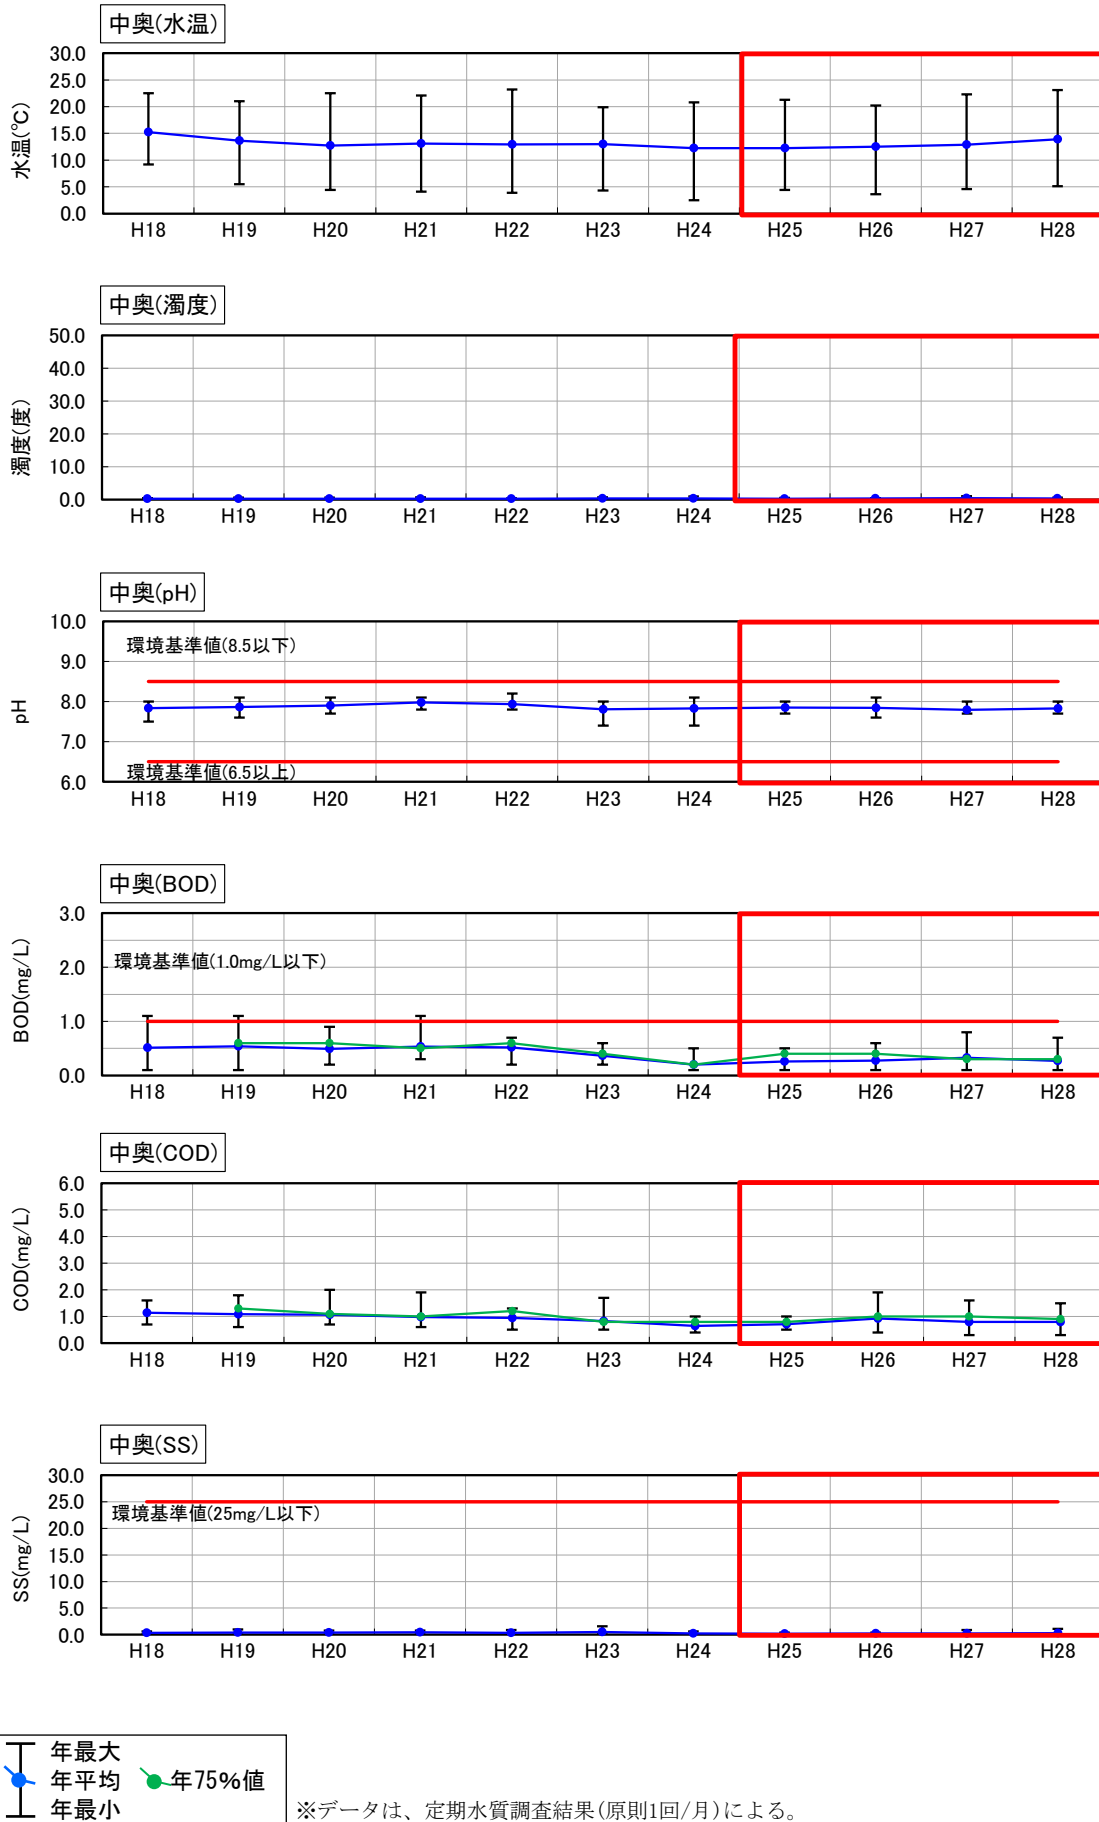 中奥(水温)
水温(℃)
30.0
25.0
20.0
15.0
10.0
5.0
0.0
H18 H19 H20 H21 H22 H23 H24 H25 H26 H27 H28
中奥(濁度)
濁度(度)
50.0
40.0
30.0
20.0
10.0
0.0
H18 H19 H20 H21 H22 H23 H24 H25 H26 H27 H28
中奥(pH)
pH
10.0
9.0
8.0
7.0
6.0
環境基準値(8.5以下)
環境基準値(6.5以上)
H18 H19 H20 H21 H22 H23 H24 H25 H26 H27 H28
中奥(BOD)
BOD(mg/L)
3.0
2.0
1.0
0.0
環境基準値(1.0mg/L以下)
H18 H19 H20 H21 H22 H23 H24 H25 H26 H27 H28
中奥(COD)
COD(mg/L)
6.0
5.0
4.0
3.0
2.0
1.0
0.0
H18 H19 H20 H21 H22 H23 H24 H25 H26 H27 H28
中奥(SS)
SS(mg/L)
30.0
25.0
20.0
15.0
10.0
5.0
0.0
環境基準値(25mg/L以下)
H18 H19 H20 H21 H22 H23 H24 H25 H26 H27 H28
年最大
年平均 年75%値
年最小
※データは、定期水質調査結果(原則1回/月)による。